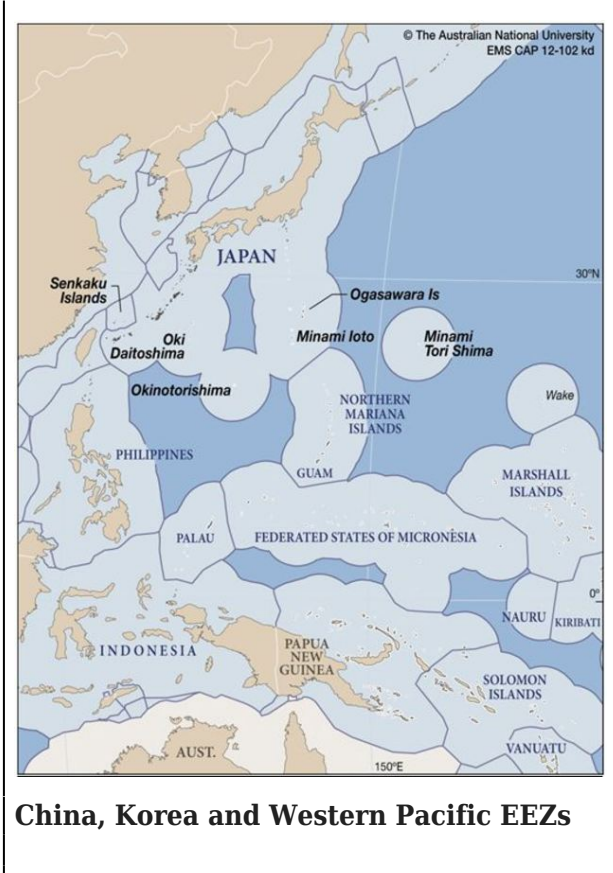 © The Australian National University
EMS CAP 12-102 kd
JAPAN
30°N
Senkaku
Islands
Ogasawara Is
Oki
Daitoshima
Minami Ioto
Minami
Tori Shima
Okinotorishima
Wake
NORTHERN
MARIANA
ISLANDS
PHILIPPINES
GUAM
MARSHALL
ISLANDS
PALAU
FEDERATED STATES OF MICRONESIA
0°
NAURU
KIRIBATI
INDONESIA
PAPUA
NEW
GUINEA
SOLOMON
ISLANDS
AUST.
VANUATU
150°E
China, Korea and Western Pacific EEZs